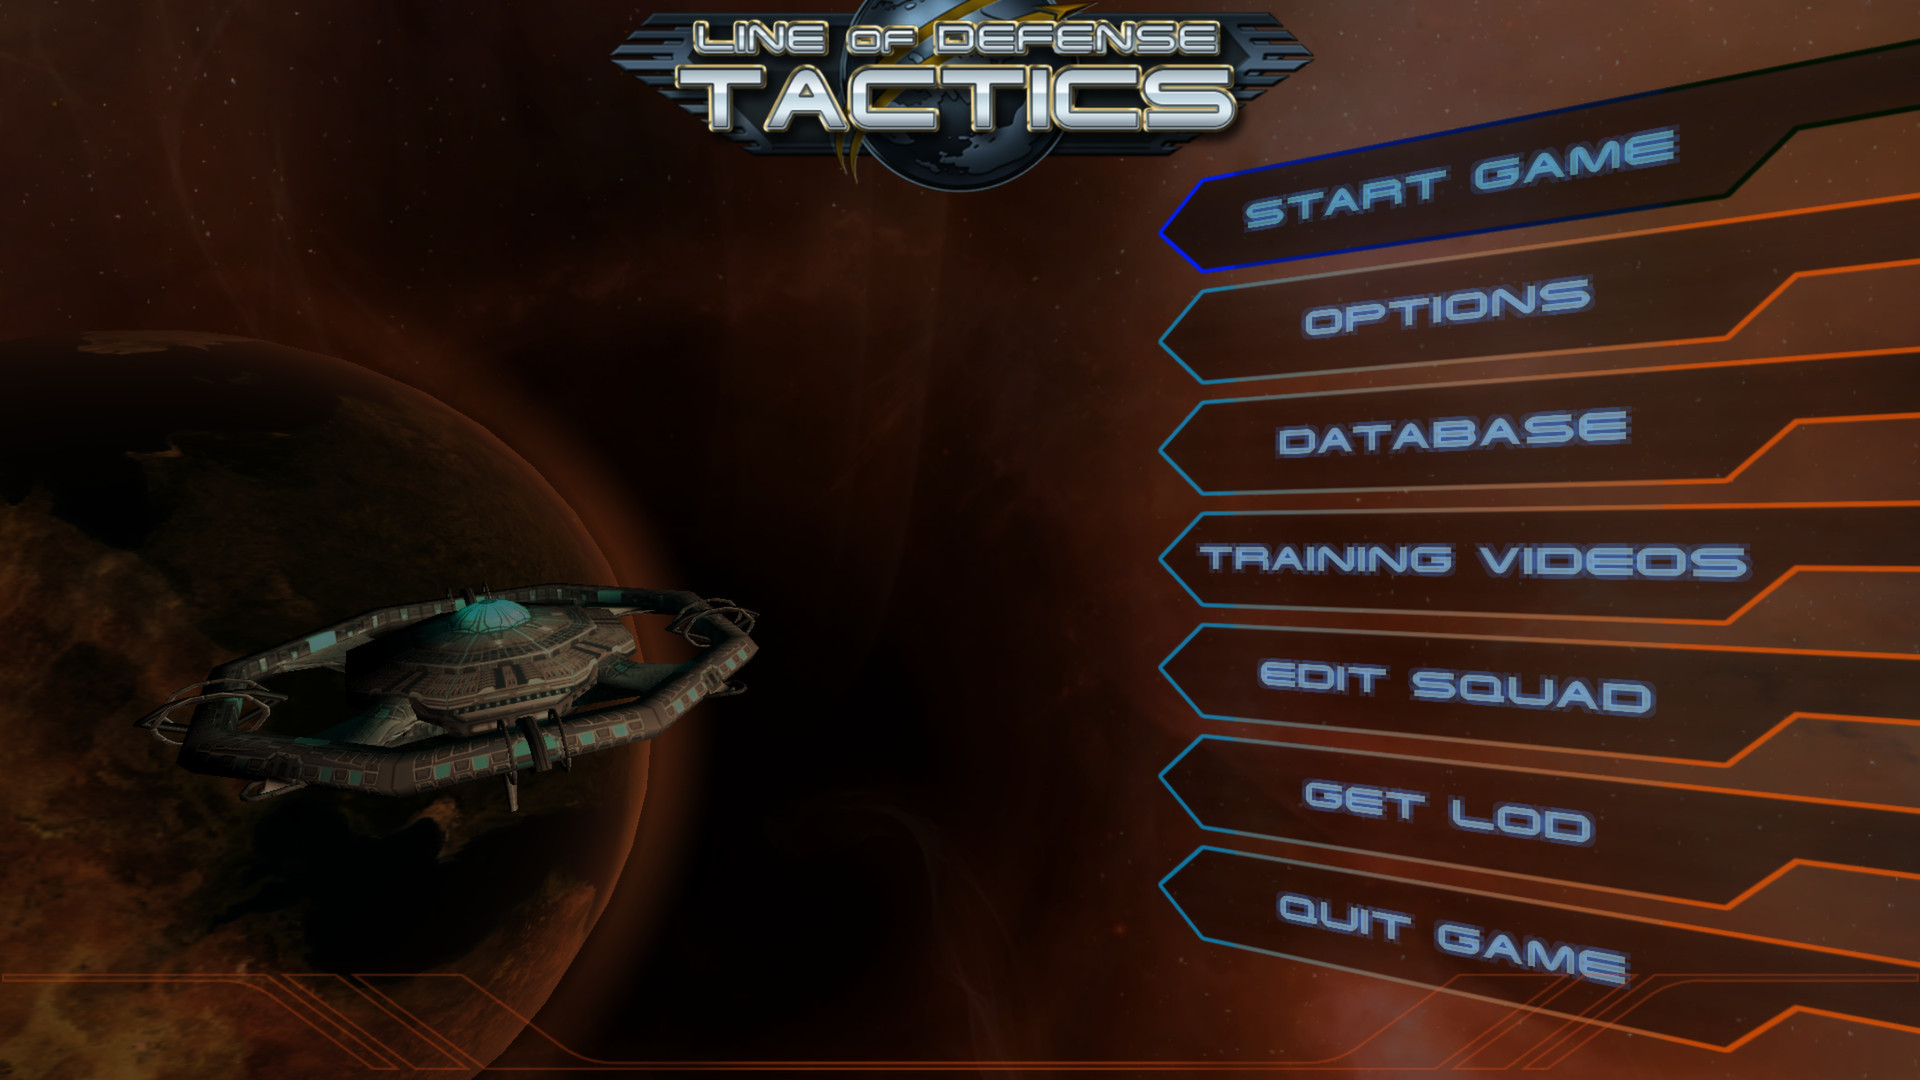 LINE OF DEFENSE
TACTICS
START GAME
OPTIONS
DATABASE
TRAINING VIDEOS
EDIT SQUAD
GET LOD
QUIT GAME